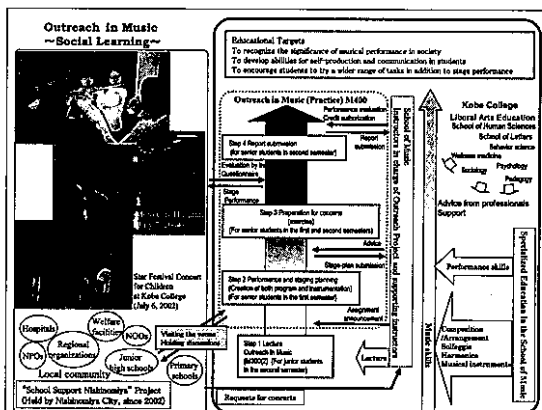 Outreach in Music
~Social Learning~
Star Festival Concert
for Children
at Kobe College
(July 6, 2002)
Hospitals
Welfare
facilities
NGOs
NPOs
Regional
organizations
Junior
high schools
Primary
schools
Local community
"School Support Nishinomiya" Project
(Held by Nishinomiya City, since 2002)
Educational Targets
To recognize the significance of musical performance in society
To develop abilities for self-production and communication in students
To encourage students to try a wider range of tasks in addition to stage performance
Outreach in Music (Practice) M400
Performance evaluation
Credit authorization
Step 4 Report submission
(For senior students in second semester)
Report
submission
Evaluation by the
Questionnaire
Stage
Performance
Step 3 Preparation for concerns
(exercise)
(For senior students in the first and second semesters)
Advice
Stage-plan submission
Step 2 Performance and staging planning
(Creation of both program and instruments)
(For senior students in the first semester)
Assignment
announcement
Visiting the venue
Holding discussions
Step 1 Lecture
Outreach in Music
(For junior students
in the second semester)
Lecture
Requests for concerts
School of Music
Instructors in charge of Outreach Project and supporting instructors
Music skills
Kobe College
Liberal Arts Education
School of Human Sciences
School of Letters
Behavior science
Wellness medicine
Psychology
Sociology
Pedagogy
Advice from professionals
Support
Performance skills
Composition
/Arrangement
Solfeggio
Harmonics
Musical instruments
Specialized Education in the School of Music